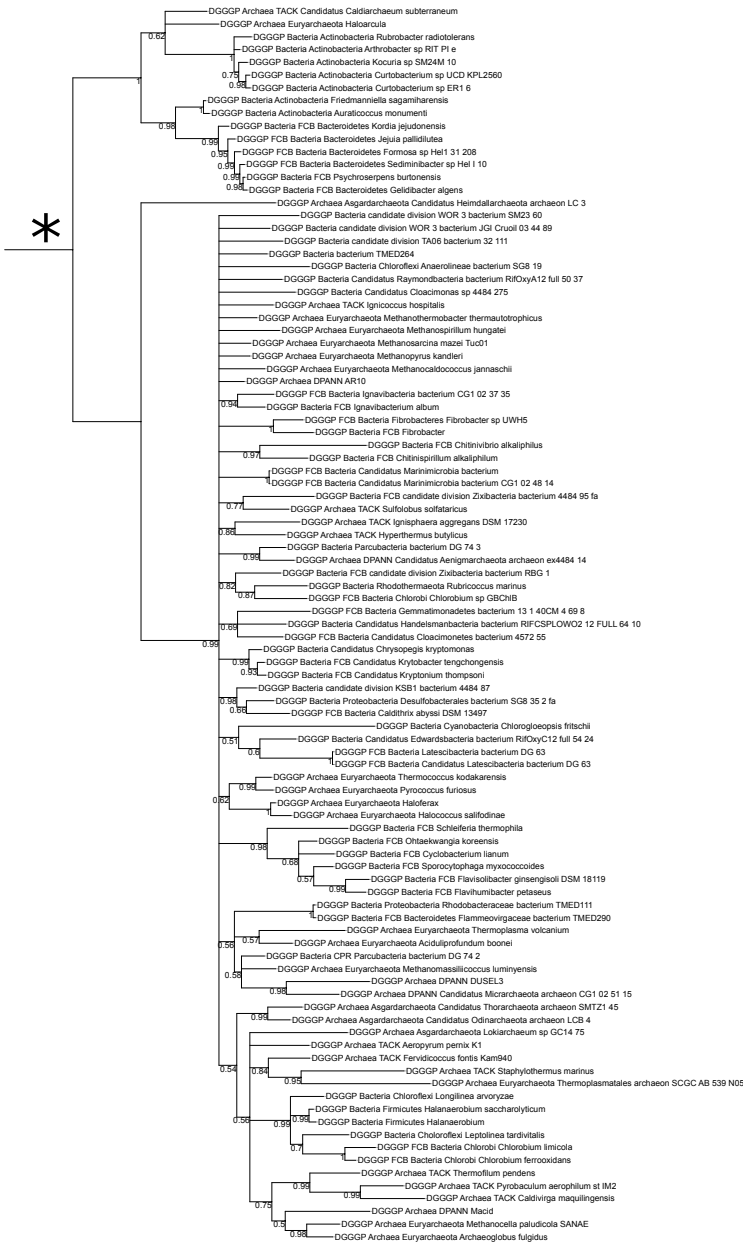 DGGGP Archaea TACK Candidatus Caldiarchaeum subterraneum
DGGGP Archaea Euryarchaeota Haloarcula
0.62
DGGGP Bacteria Actinobacteria Rubrobacter radiotolerans
DGGGP Bacteria Actinobacteria Arthrobacter sp RIT PI e
1
DGGGP Bacteria Actinobacteria Kocuria sp SM24M 10
0.75
DGGGP Bacteria Actinobacteria Curtobacterium sp UCD KPL2560
1
0.98
DGGGP Bacteria Actinobacteria Curtobacterium sp ER1 6
DGGGP Bacteria Actinobacteria Friedmanniella sagamiharensis
1
DGGGP Bacteria Actinobacteria Auraticoccus monumenti
0.98
DGGGP Bacteria FCB Bacteroidetes Kordia jejudonensis
0.99
DGGGP FCB Bacteria Bacteroidetes Jejuia pallidilutea
0.95
DGGGP FCB Bacteria Bacteroidetes Formosa sp Hel1 31 208
0.99
DGGGP FCB Bacteria Bacteroidetes Sediminibacter sp Hel I 10
0.99
DGGGP Bacteria FCB Psychroserpens burtonensis
0.98
DGGGP Bacteria FCB Bacteroidetes Gelidibacter algens
DGGGP Archaea Asgardarchaeota Candidatus Heimdallarchaeota archaeon LC 3
*
DGGGP Bacteria candidate division WOR 3 bacterium SM23 60
DGGGP Bacteria candidate division WOR 3 bacterium JGI Cruoil 03 44 89
DGGGP Bacteria candidate division TA06 bacterium 32 111
DGGGP Bacteria bacterium TMED264
DGGGP Bacteria Chloroflexi Anaerolineae bacterium SG8 19
DGGGP Bacteria Candidatus Raymondbacteria bacterium RifOxyA12 full 50 37
DGGGP Bacteria Candidatus Cloacimonas sp 4484 275
DGGGP Archaea TACK Ignicoccus hospitalis
DGGGP Archaea Euryarchaeota Methanothermobacter thermautotrophicus
DGGGP Archaea Euryarchaeota Methanospirillum hungatei
DGGGP Archaea Euryarchaeota Methanosarcina mazei Tuc01
DGGGP Archaea Euryarchaeota Methanopyrus kandleri
DGGGP Archaea Euryarchaeota Methanocaldococcus jannaschii
DGGGP Archaea DPANN AR10
DGGGP FCB Bacteria Ignavibacteria bacterium CG1 02 37 35
0.94
DGGGP Bacteria FCB Ignavibacterium album
DGGGP FCB Bacteria Fibrobacteres Fibrobacter sp UWH5
1
DGGGP Bacteria FCB Fibrobacter
DGGGP Bacteria FCB Chitinivibrio alkaliphilus
0.97
DGGGP Bacteria FCB Chitinispirillum alkaliphilum
DGGGP FCB Bacteria Candidatus Marinimicrobia bacterium
1
DGGGP FCB Bacteria Candidatus Marinimicrobia bacterium CG1 02 48 14
DGGGP Bacteria FCB candidate division Zixibacteria bacterium 4484 95 fa
0.77
DGGGP Archaea TACK Sulfolobus solfataricus
DGGGP Archaea TACK Ignisphaera aggregans DSM 17230
0.86
DGGGP Archaea TACK Hyperthermus butylicus
DGGGP Bacteria Parcubacteria bacterium DG 74 3
0.99
DGGGP Archaea DPANN Candidatus Aenigmarchaeota archaeon ex4484 14
DGGGP Bacteria FCB candidate division Zixibacteria bacterium RBG 1
0.82
DGGGP Bacteria Rhodothermaeota Rubricoccus marinus
0.87
DGGGP FCB Bacteria Chlorobi Chlorobium sp GBChlB
DGGGP FCB Bacteria Gemmatimonadetes bacterium 13 1 40CM 4 69 8
0.69
DGGGP Bacteria Candidatus Handelsmanbacteria bacterium RIFCSPLOWO2 12 FULL 64 10
DGGGP FCB Bacteria Candidatus Cloacimonetes bacterium 4572 55
0.99
DGGGP Bacteria Candidatus Chrysopegis kryptomonas
0.99
DGGGP Bacteria FCB Candidatus Krytobacter tengchongensis
0.93
DGGGP Bacteria FCB Candidatus Kryptonium thompsoni
DGGGP Bacteria candidate division KSB1 bacterium 4484 87
0.98
DGGGP Bacteria Proteobacteria Desulfobacterales bacterium SG8 35 2 fa
0.66
DGGGP FCB Bacteria Caldithrix abyssi DSM 13497
DGGGP Bacteria Cyanobacteria Chlorogloeopsis fritschii
0.51
DGGGP Bacteria Candidatus Edwardsbacteria bacterium RifOxyC12 full 54 24
0.6
DGGGP FCB Bacteria Latescibacteria bacterium DG 63
1
DGGGP FCB Bacteria Candidatus Latescibacteria bacterium DG 63
DGGGP Archaea Euryarchaeota Thermococcus kodakarensis
0.99
DGGGP Archaea Euryarchaeota Pyrococcus furiosus
0.62
DGGGP Archaea Euryarchaeota Haloferax
1
DGGGP Archaea Euryarchaeota Halococcus salifodinae
DGGGP Bacteria FCB Schleiferia thermophila
0.98
DGGGP Bacteria FCB Ohtaekwangia koreensis
DGGGP Bacteria FCB Cyclobacterium lianum
0.68
DGGGP Bacteria FCB Sporocytophaga myxococcoides
0.57
DGGGP Bacteria FCB Flavisolibacter ginsengisoli DSM 18119
0.99
DGGGP Bacteria FCB Flavihumibacter petaseus
DGGGP Bacteria Proteobacteria Rhodobacteraceae bacterium TMED111
1
DGGGP Bacteria FCB Bacteroidetes Flammeovirgaceae bacterium TMED290
DGGGP Archaea Euryarchaeota Thermoplasma volcanium
0.56
0.57
DGGGP Archaea Euryarchaeota Aciduliprofundum boonei
DGGGP Bacteria CPR Parcubacteria bacterium DG 74 2
DGGGP Archaea Euryarchaeota Methanomassiliicoccus luminyensis
0.58
DGGGP Archaea DPANN DUSEL3
0.98
DGGGP Archaea DPANN Candidatus Micrarchaeota archaeon CG1 02 51 15
DGGGP Archaea Asgardarchaeota Candidatus Thorarchaeota archaeon SMTZ1 45
0.99
DGGGP Archaea Asgardarchaeota Candidatus Odinarchaeota archaeon LCB 4
DGGGP Archaea Asgardarchaeota Lokiarchaeum sp GC14 75
DGGGP Archaea TACK Aeropyrum pernix K1
DGGGP Archaea TACK Fervidicoccus fontis Kam940
0.54
0.84
DGGGP Archaea TACK Staphylothermus marinus
0.95
DGGGP Archaea Euryarchaeota Thermoplasmatales archaeon SCGC AB 539 N05
DGGGP Bacteria Chloroflexi Longilinea arvoryzae
DGGGP Bacteria Firmicutes Halanaerobium saccharolyticum
0.56
0.99
0.99
DGGGP Bacteria Firmicutes Halanaerobium
DGGGP Bacteria Choloroflexi Leptolinea tardivitalis
0.7
DGGGP FCB Bacteria Chlorobi Chlorobium limicola
1
DGGGP FCB Bacteria Chlorobi Chlorobium ferrooxidans
DGGGP Archaea TACK Thermofilum pendens
0.99
DGGGP Archaea TACK Pyrobaculum aerophilum st IM2
0.99
DGGGP Archaea TACK Caldivirga maquilingensis
0.75
DGGGP Archaea DPANN Macid
0.5
DGGGP Archaea Euryarchaeota Methanocella paludicola SANAE
0.98
DGGGP Archaea Euryarchaeota Archaeoglobus fulgidus